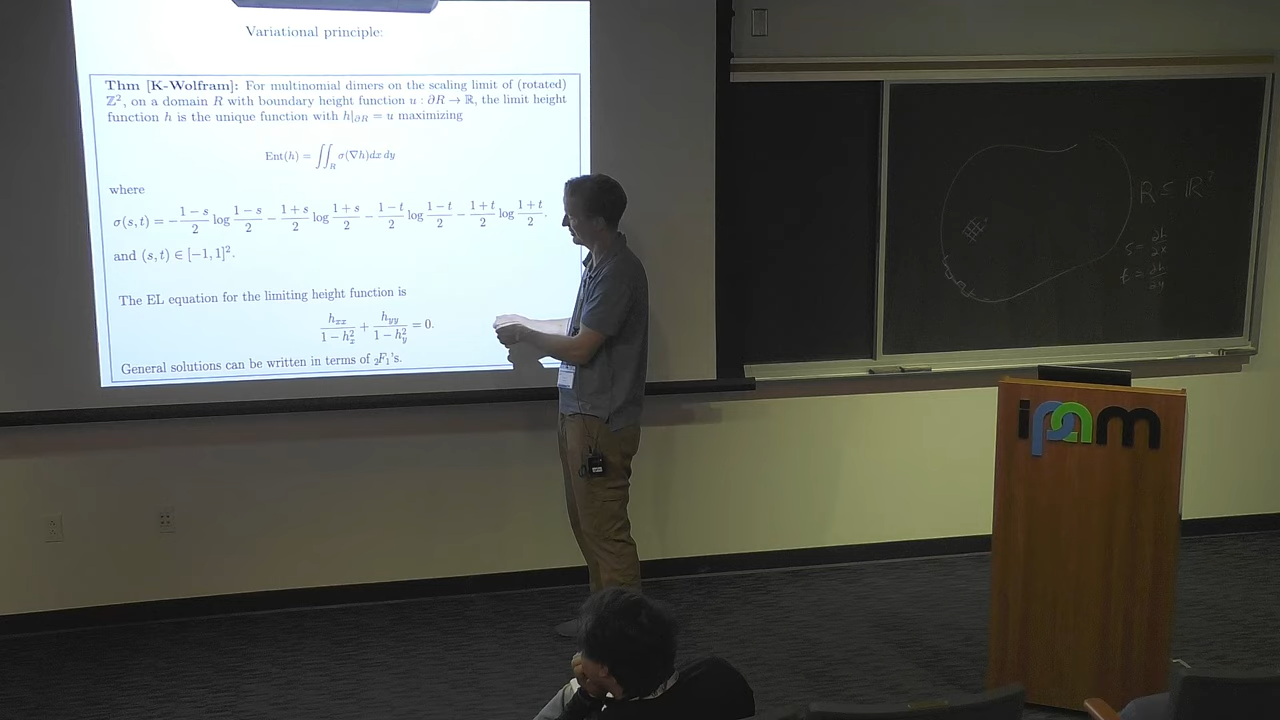 Variational principle:
Thm [K-Wolfram]: For multinomial dimers on the scaling limit of (rotated)
ℤ², on a domain R with boundary height function u : ∂R → ℝ, the limit height
function h is the unique function with h|∂R = u maximizing
Ent(h) = ∬_R σ(∇h)dx dy
where
σ(s,t) = −(1−s)/2 log (1−s)/2 − (1+s)/2 log (1+s)/2 − (1−t)/2 log (1−t)/2 − (1+t)/2 log (1+t)/2.
and (s,t) ∈ [−1,1]².
The EL equation for the limiting height function is
h_xx/(1−h_x²) + h_yy/(1−h_y²) = 0.
General solutions can be written in terms of ₂F₁'s.
R ⊆ ℝ²
s = ∂h/∂x
t = ∂h/∂y
ipam